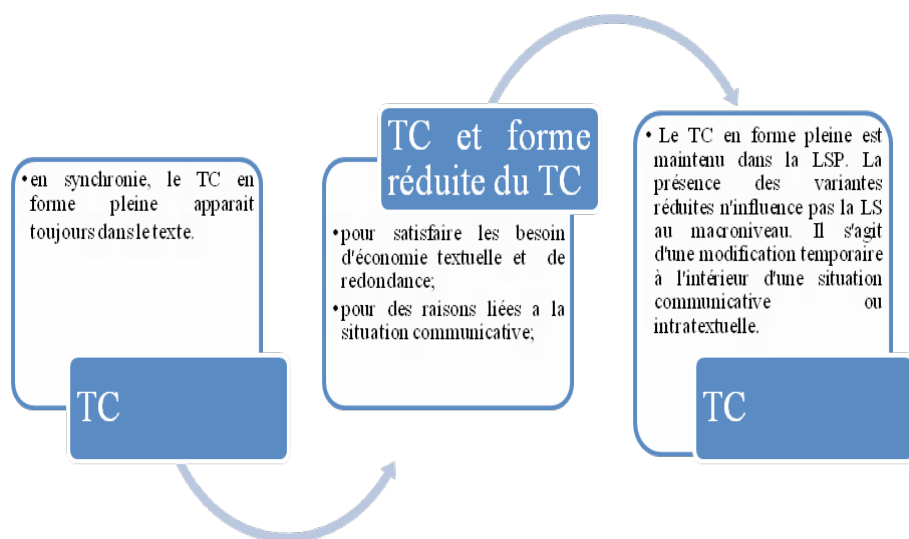 • en synchronie, le TC en
forme pleine apparait
toujours dans le texte.
TC
TC et forme
réduite du TC
• pour satisfaire les besoin
d'économie textuelle et de
redondance;
• pour des raisons liées a la
situation communicative;
• Le TC en forme pleine est
maintenu dans la LSP. La
présence des variantes
réduites n'influence pas la LS
au macroniveau. Il s'agit
d'une modification temporaire
à l'intérieur d'une situation
communicative ou
intratextuelle.
TC